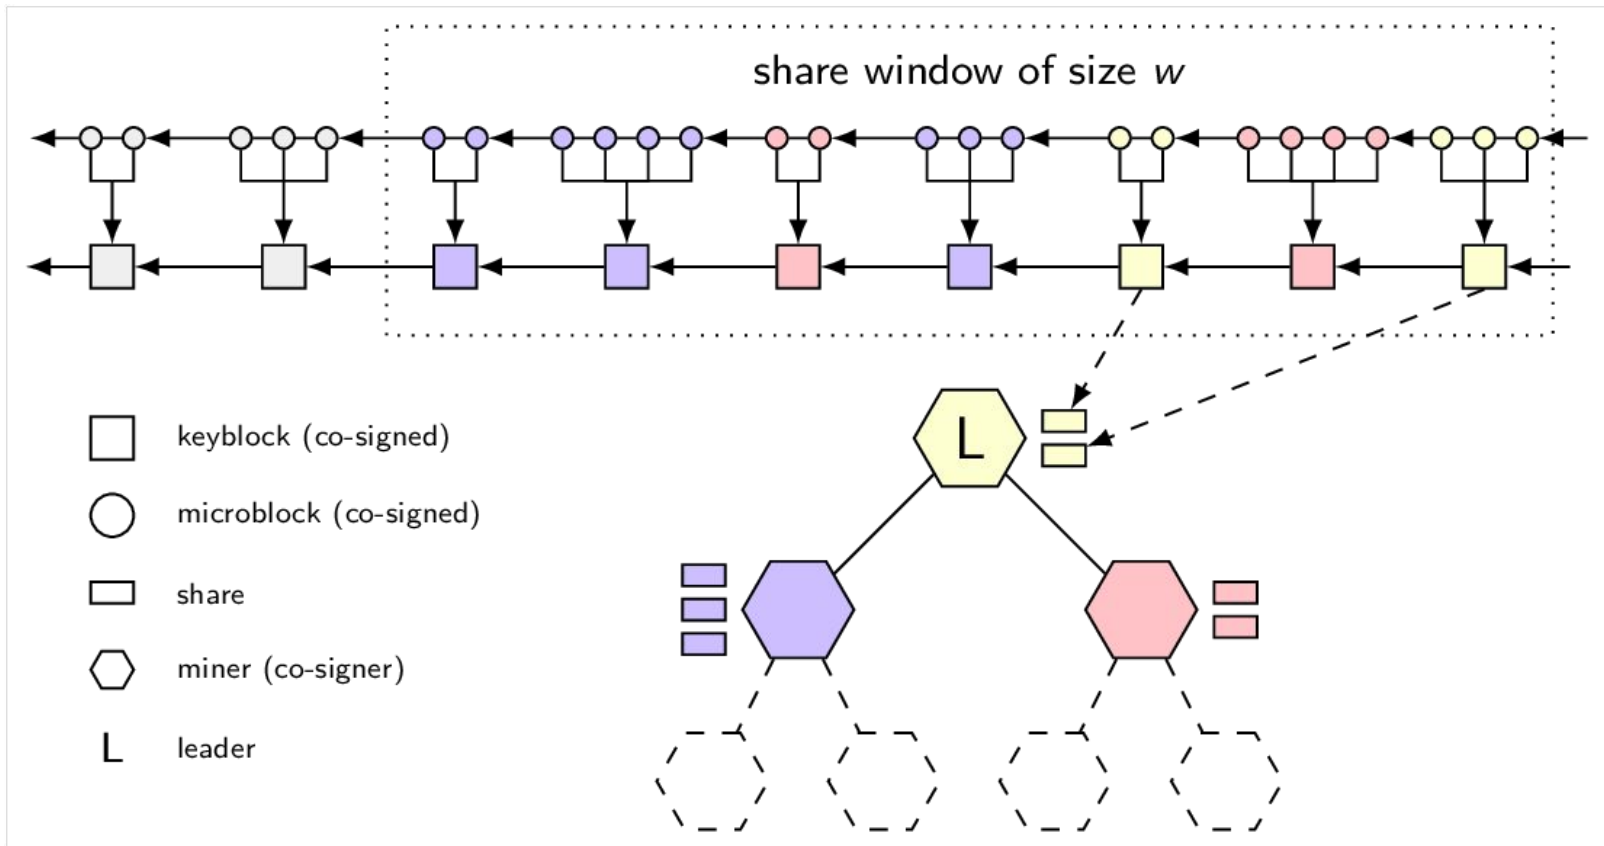 share window of size w
L
keyblock (co-signed)
microblock (co-signed)
share
miner (co-signer)
L leader